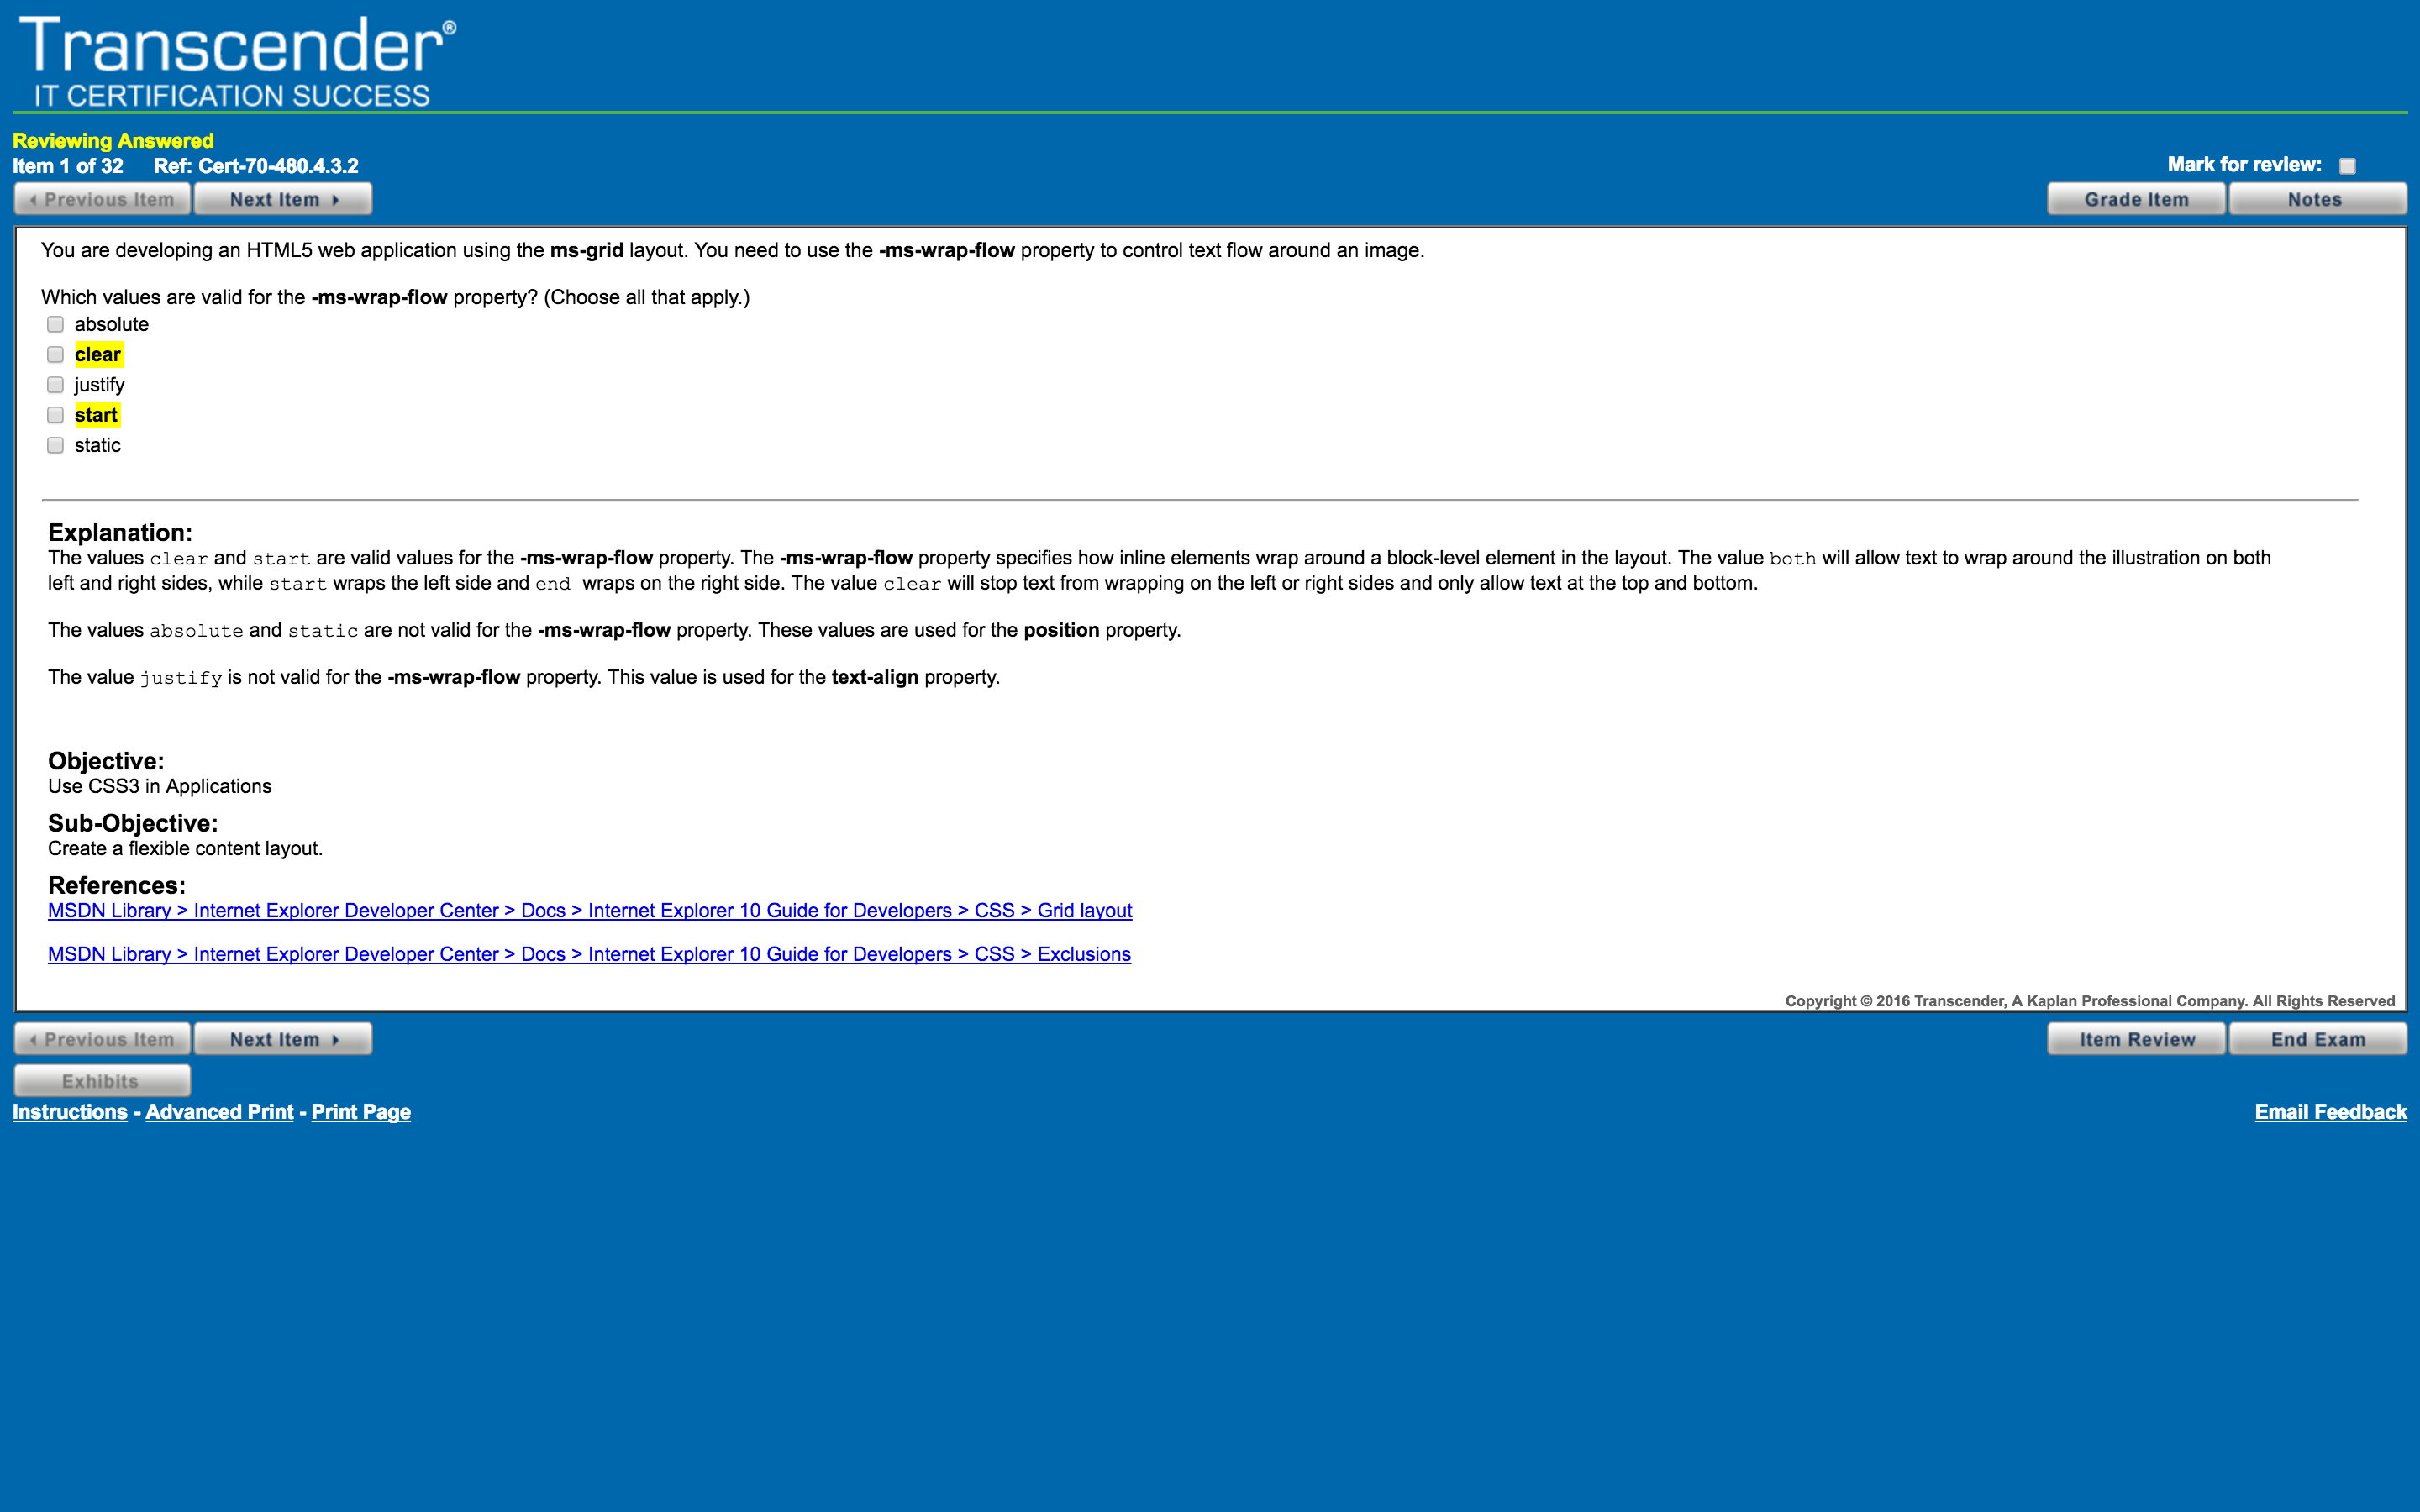 Transcender®
IT CERTIFICATION SUCCESS
Reviewing Answered
Item 1 of 32 Ref: Cert-70-480.4.3.2
Mark for review:
Previous Item Next Item Grade Item Notes
You are developing an HTML5 web application using the ms-grid layout. You need to use the -ms-wrap-flow property to control text flow around an image.
Which values are valid for the -ms-wrap-flow property? (Choose all that apply.)
absolute
clear
justify
start
static
Explanation:
The values clear and start are valid values for the -ms-wrap-flow property. The -ms-wrap-flow property specifies how inline elements wrap around a block-level element in the layout. The value both will allow text to wrap around the illustration on both
left and right sides, while start wraps the left side and end wraps on the right side. The value clear will stop text from wrapping on the left or right sides and only allow text at the top and bottom.
The values absolute and static are not valid for the -ms-wrap-flow property. These values are used for the position property.
The value justify is not valid for the -ms-wrap-flow property. This value is used for the text-align property.
Objective:
Use CSS3 in Applications
Sub-Objective:
Create a flexible content layout.
References:
MSDN Library > Internet Explorer Developer Center > Docs > Internet Explorer 10 Guide for Developers > CSS > Grid layout
MSDN Library > Internet Explorer Developer Center > Docs > Internet Explorer 10 Guide for Developers > CSS > Exclusions
Copyright © 2016 Transcender, A Kaplan Professional Company. All Rights Reserved
Previous Item Next Item Item Review End Exam
Exhibits
Instructions - Advanced Print - Print Page Email Feedback